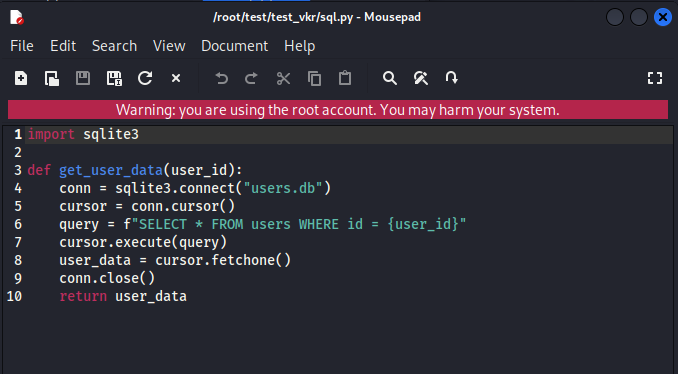 /root/test/test_vkr/sql.py - Mousepad
File Edit Search View Document Help
Warning: you are using the root account. You may harm your system.
1 import sqlite3
2
3 def get_user_data(user_id):
4     conn = sqlite3.connect("users.db")
5     cursor = conn.cursor()
6     query = f"SELECT * FROM users WHERE id = {user_id}"
7     cursor.execute(query)
8     user_data = cursor.fetchone()
9     conn.close()
10     return user_data